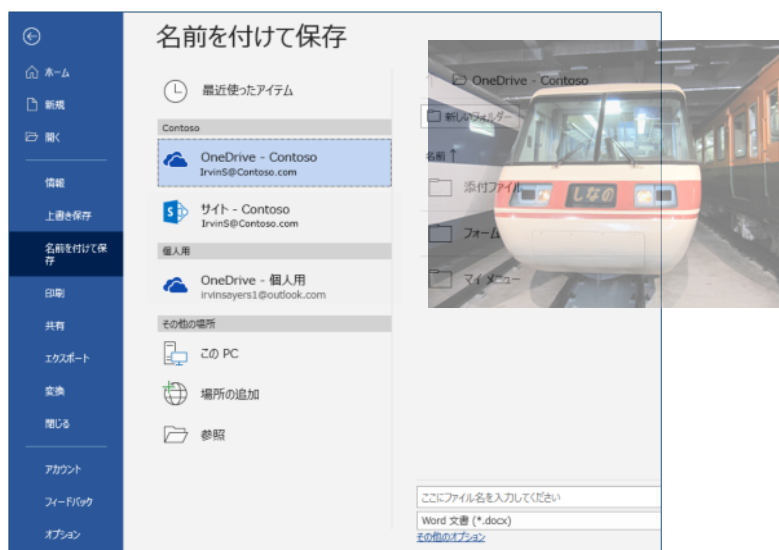 名前を付けて保存
ホーム
新規
開く
情報
上書き保存
名前を付けて保
存
印刷
共有
エクスポート
変換
閉じる
アカウント
フィードバック
オプション
最近使ったアイテム
Contoso
OneDrive - Contoso
IrvinS@Contoso.com
サイト - Contoso
IrvinS@Contoso.com
個人用
OneDrive - 個人用
irvinsayers1@outlook.com
その他の場所
この PC
場所の追加
参照
↑ OneDrive - Contoso
新しいフォルダー
名前 ↑
添付ファイル
フォーム
マイ メニュー
しなの
ここにファイル名を入力してください
Word 文書 (*.docx)
その他のオプション